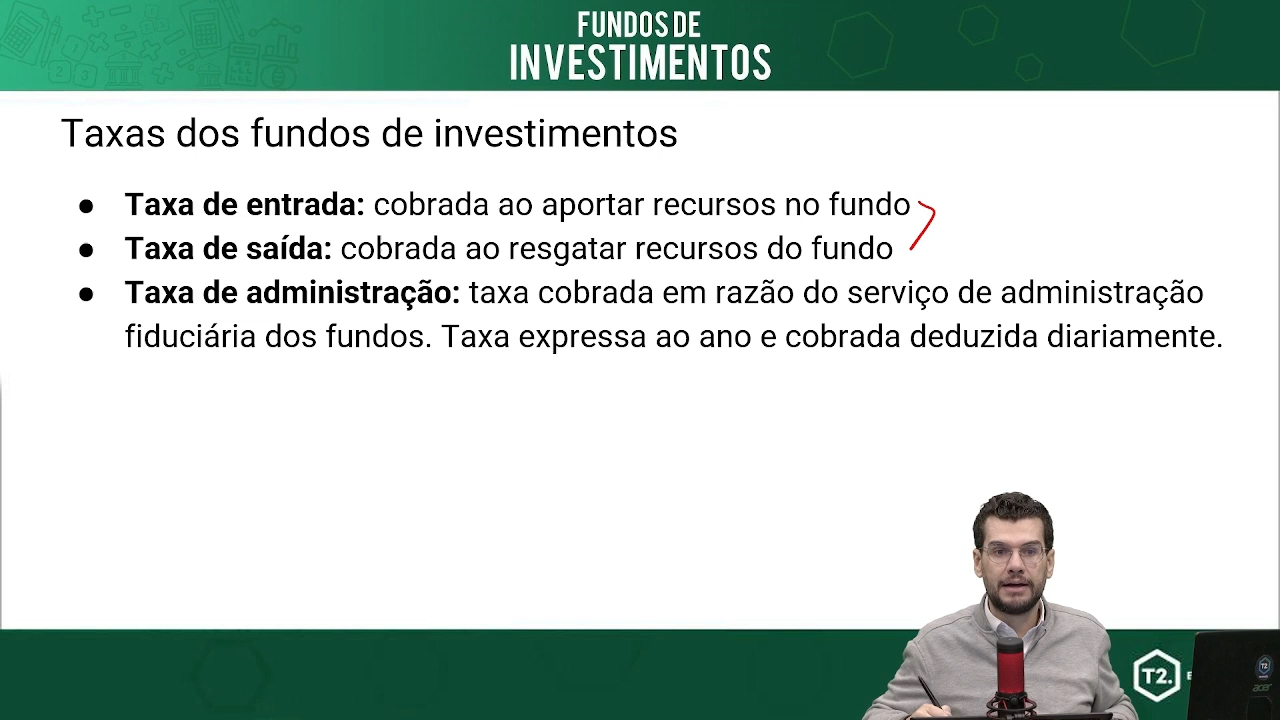 FUNDOS DE
INVESTIMENTOS
Taxas dos fundos de investimentos
● Taxa de entrada: cobrada ao aportar recursos no fundo
● Taxa de saída: cobrada ao resgatar recursos do fundo
● Taxa de administração: taxa cobrada em razão do serviço de administração
fiduciária dos fundos. Taxa expressa ao ano e cobrada deduzida diariamente.
T2.
T2
acer